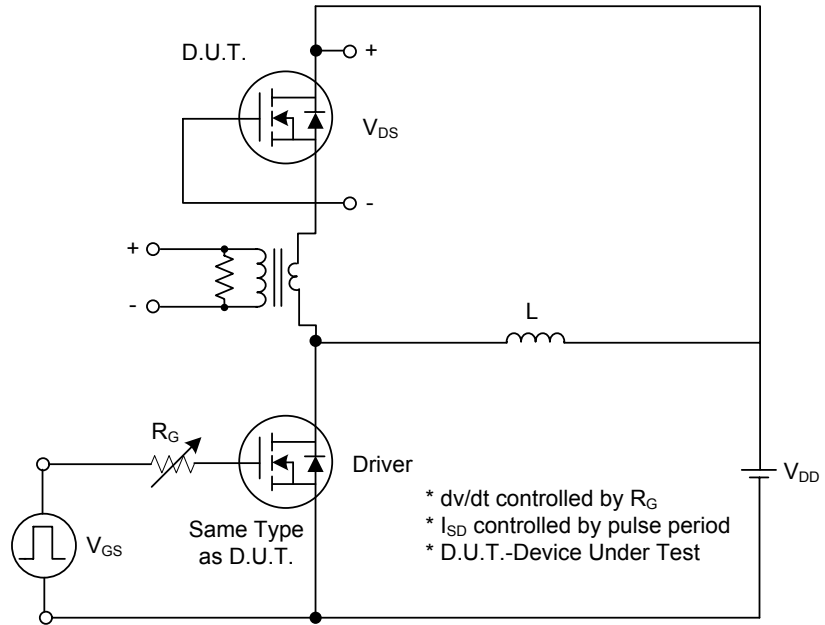 D.U.T.
+
V_DS
-
+
-
L
R_G
Driver
V_DD
V_GS
Same Type
as D.U.T.
* dv/dt controlled by R_G
* I_SD controlled by pulse period
* D.U.T.-Device Under Test